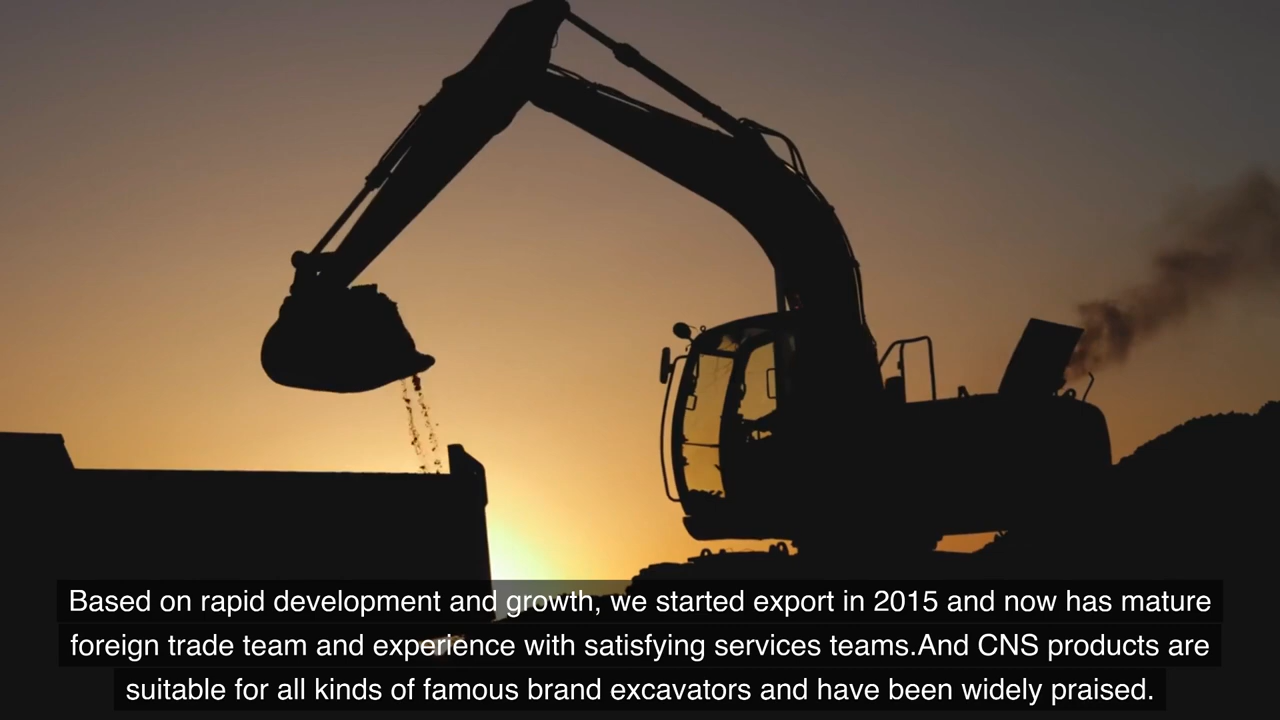 Based on rapid development and growth, we started export in 2015 and now has mature
foreign trade team and experience with satisfying services teams.And CNS products are
suitable for all kinds of famous brand excavators and have been widely praised.